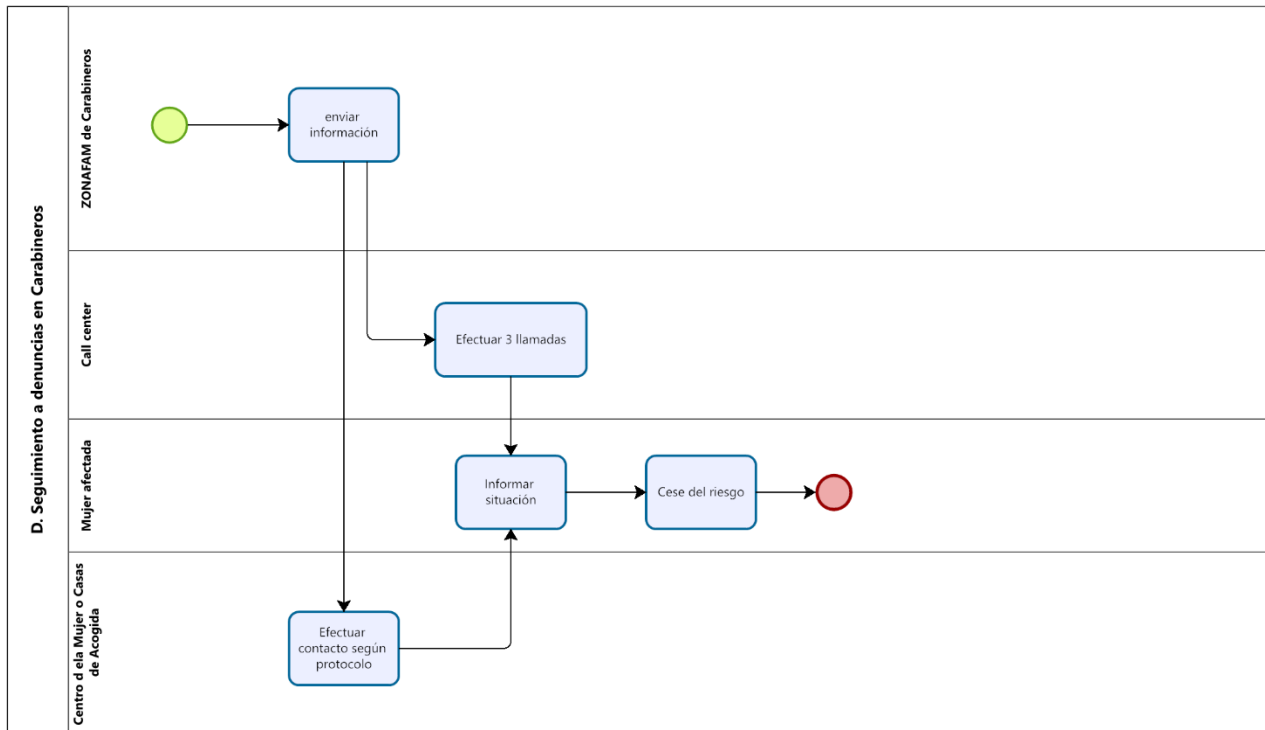 D. Seguimiento a denuncias en Carabineros
ZONAFAM de Carabineros
enviar
información
Call center
Efectuar 3 llamadas
Mujer afectada
Informar
situación
Cese del riesgo
Centro d ela Mujer o Casas
de Acogida
Efectuar
contacto según
protocolo